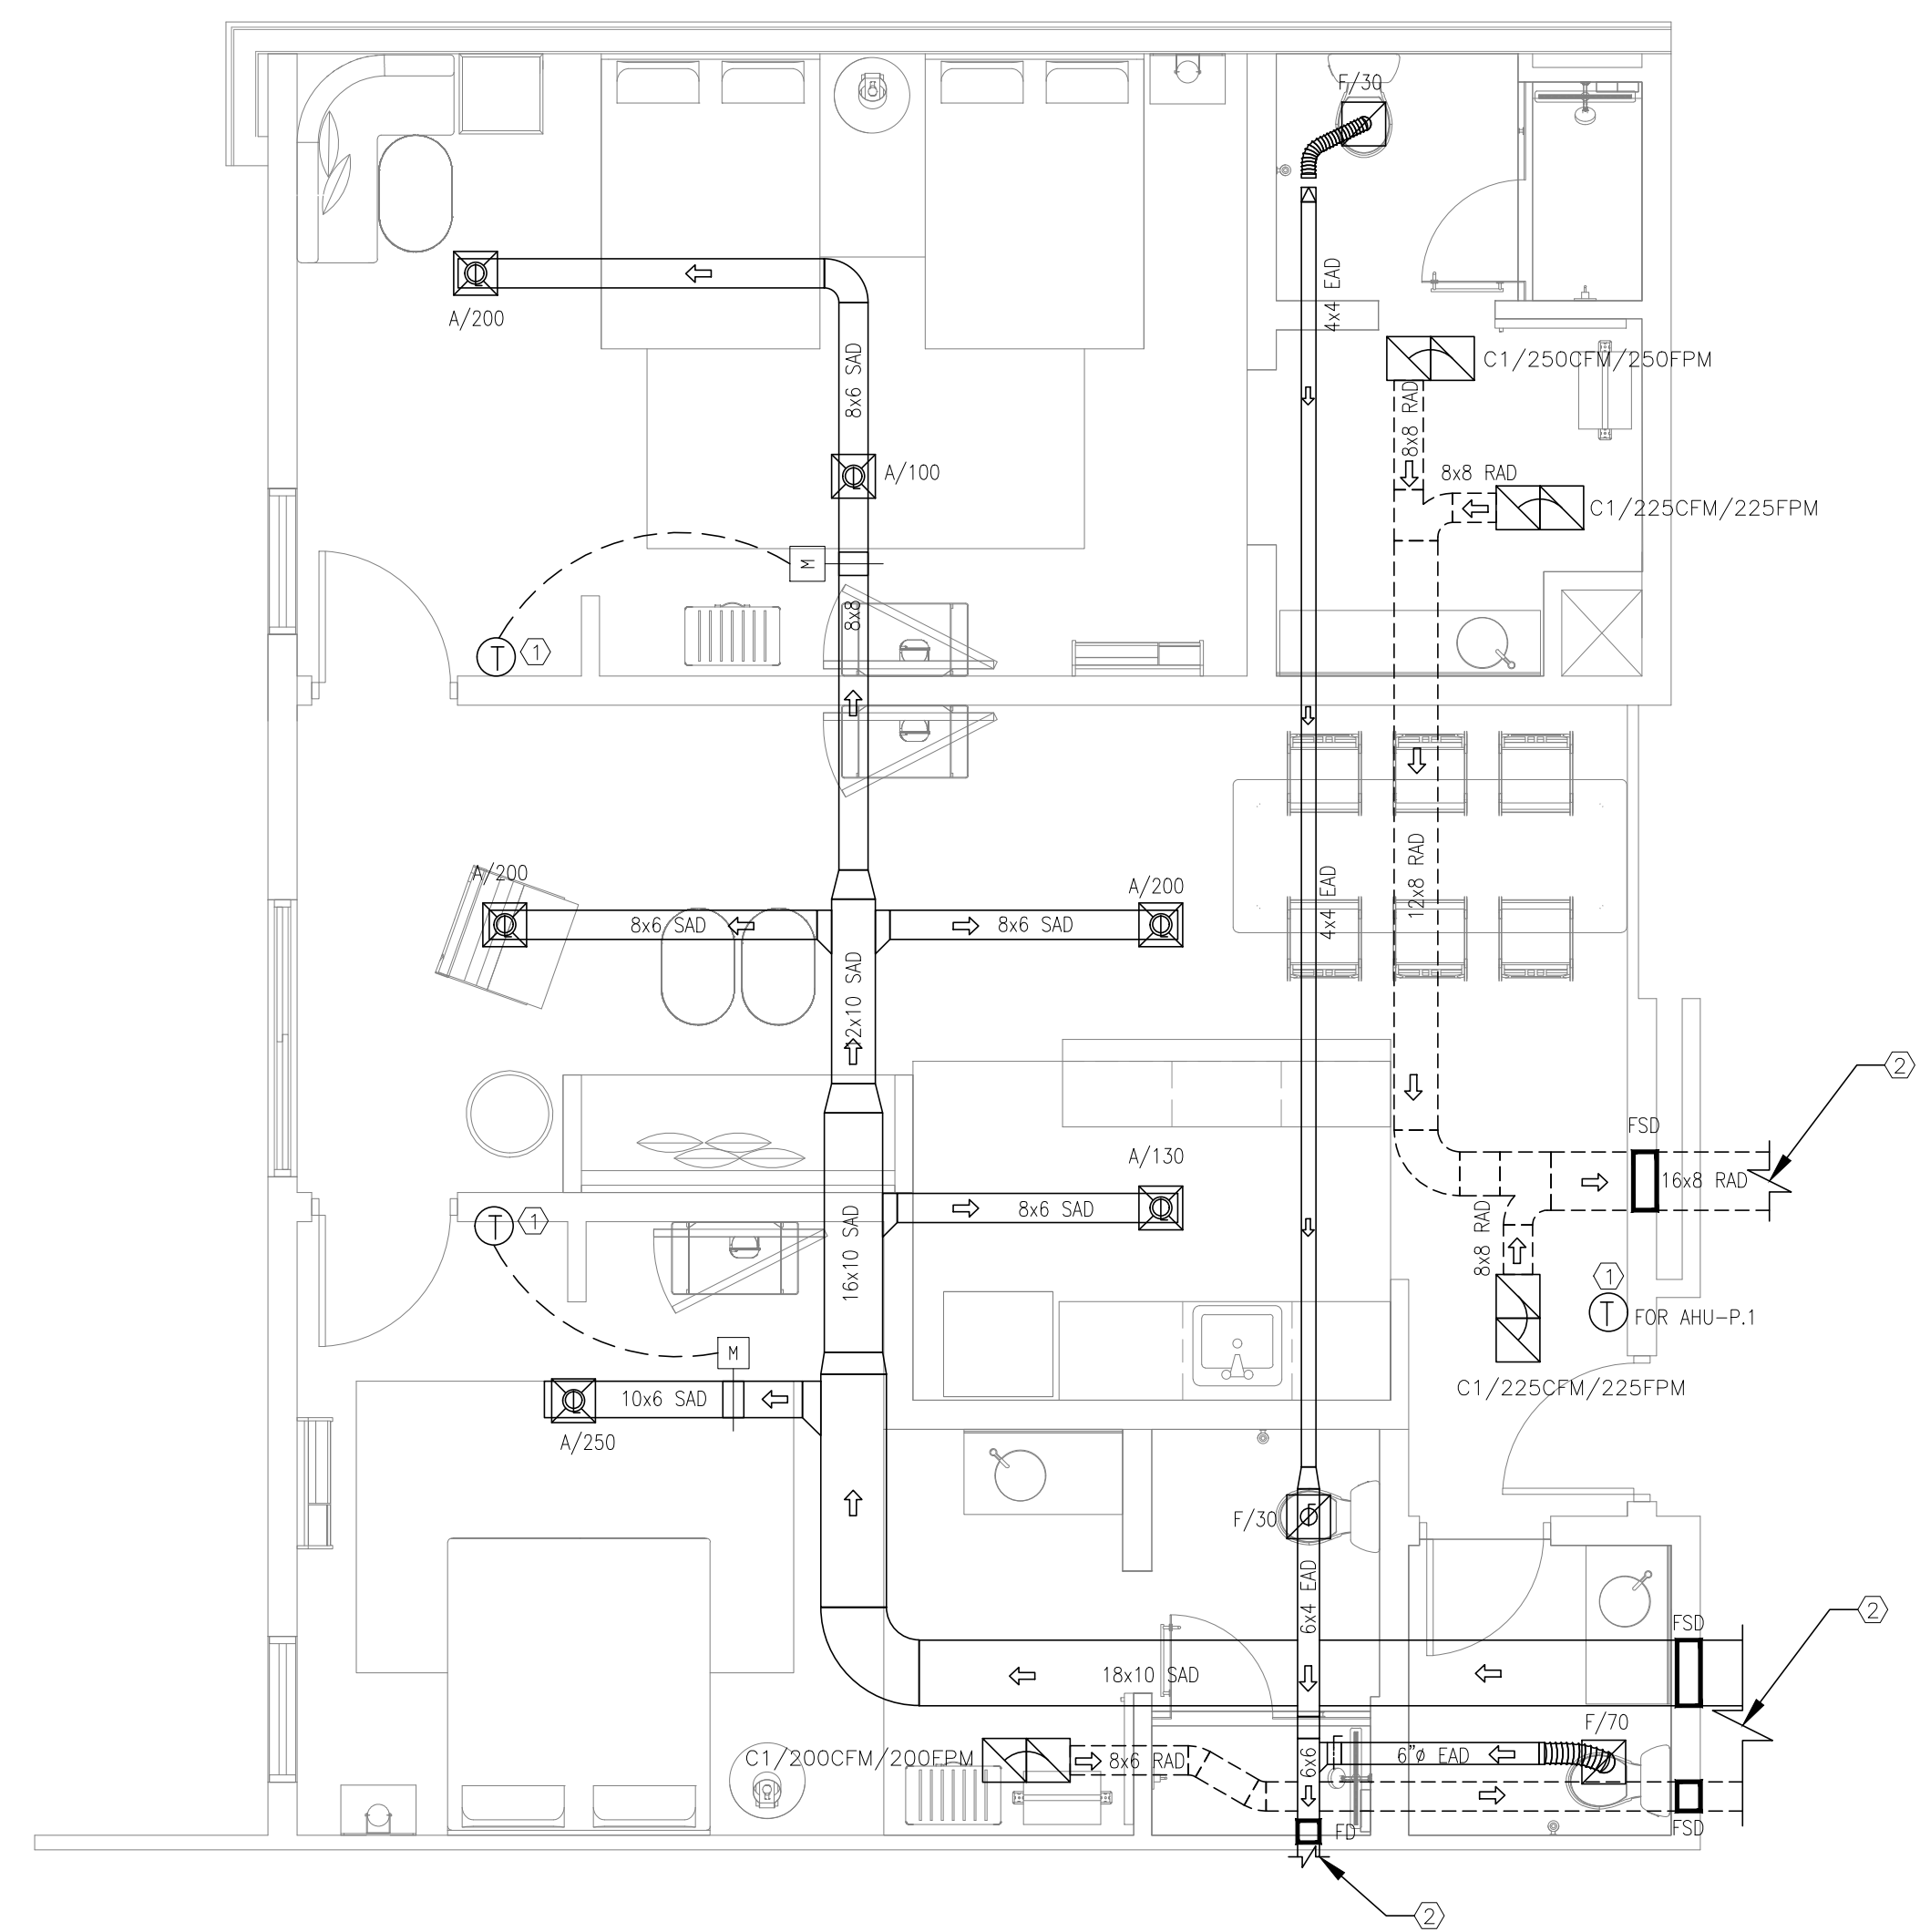 F/30
4x4 EAD
A/200
8x6 SAD
C1/250CFM/250FPM
8x8 RAD
A/100
8x8 RAD
C1/225CFM/225FPM
M
8x8
T
1
A/200
A/200
12x8 RAD
4x4 EAD
8x6 SAD
8x6 SAD
12x10 SAD
2
FSD
A/130
16x8 RAD
T
1
8x6 SAD
8x8 RAD
16x10 SAD
1
T
FOR AHU-P.1
M
C1/225CFM/225FPM
10x6 SAD
A/250
F/30
6x4 EAD
2
FSD
18x10 SAD
F/70
C1/200CFM/200FPM
8x6 RAD
6x6
6"ø EAD
FD
FSD
2